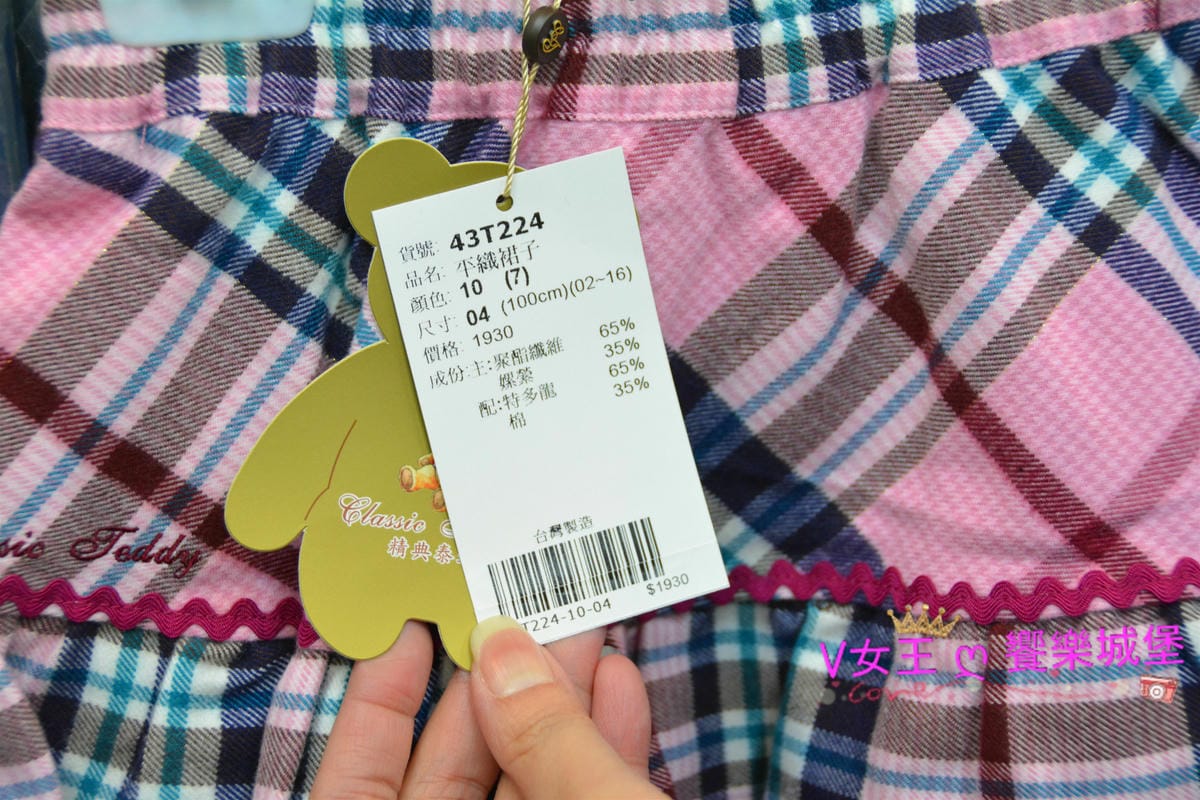 貨號: 43T224
品名: 平織裙子
顏色: 10 (7)
尺寸: 04 (100cm)(02~16)
價格: 1930
成份:主:聚酯纖維 65%
嫘縈 35%
配:特多龍 65%
棉 35%
台灣製造
T224-10-04 $1930
Classic
精典泰
sic Teddy
V女王ღ饗樂城堡